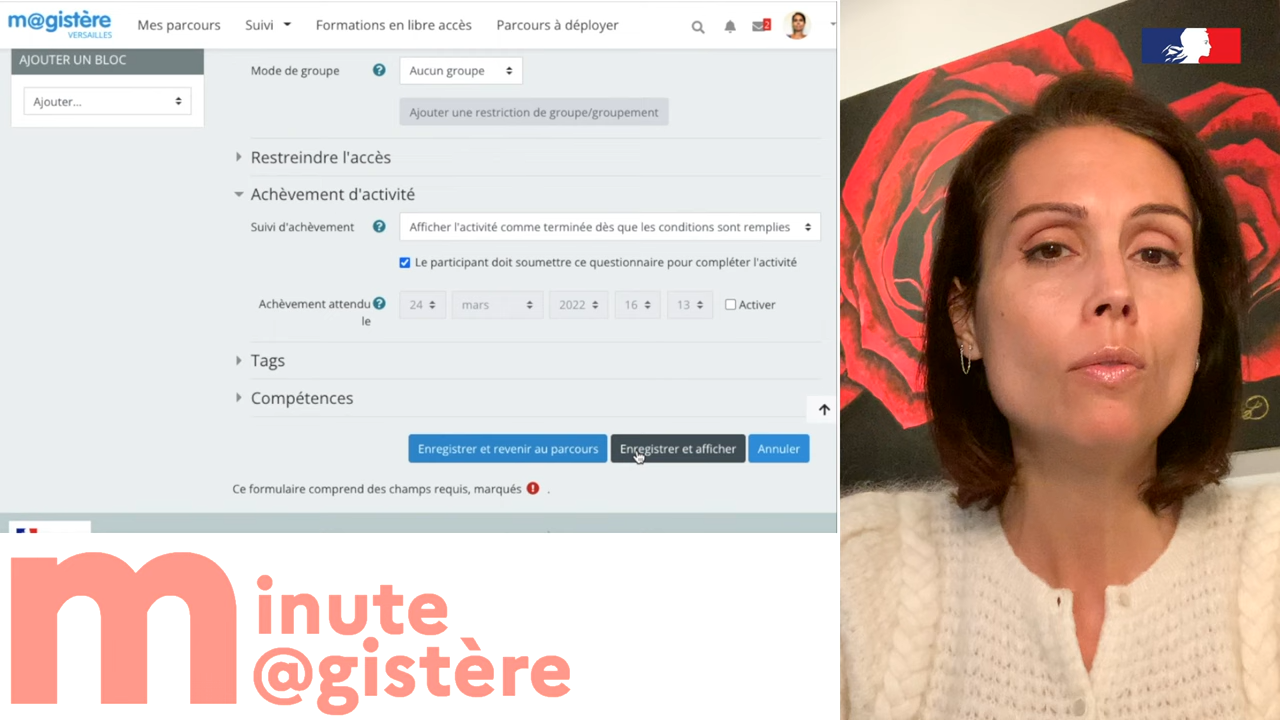 m@gistère
VERSAILLES
Mes parcours
Suivi
Formations en libre accès
Parcours à déployer
2
AJOUTER UN BLOC
Ajouter...
Mode de groupe
?
Aucun groupe
Ajouter une restriction de groupe/groupement
Restreindre l'accès
Achèvement d'activité
Suivi d'achèvement
?
Afficher l'activité comme terminée dès que les conditions sont remplies
Le participant doit soumettre ce questionnaire pour compléter l'activité
Achèvement attendu
le
?
24
mars
2022
16
13
Activer
Tags
Compétences
Enregistrer et revenir au parcours
Enregistrer et afficher
Annuler
Ce formulaire comprend des champs requis, marqués ! .
minute
m@gistère